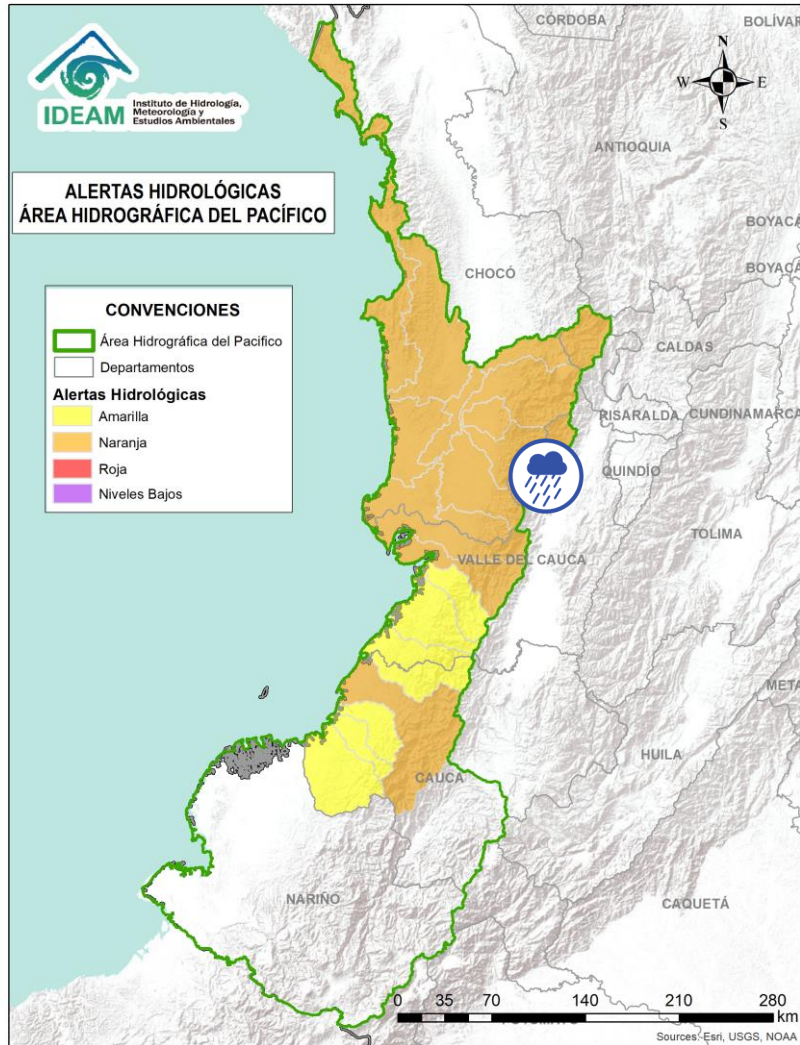 IDEAM
Instituto de Hidrología,
Meteorología y
Estudios Ambientales
ALERTAS HIDROLÓGICAS
ÁREA HIDROGRÁFICA DEL PACÍFICO
CONVENCIONES
Área Hidrográfica del Pacifico
Departamentos
Alertas Hidrológicas
Amarilla
Naranja
Roja
Niveles Bajos
CÓRDOBA
BOLÍVAR
N
W
E
S
ANTIOQUIA
BOYACÁ
CHOCÓ
BOYACÁ
CALDAS
RISARALDA
CUNDINAMARCA
QUINDÍO
TOLIMA
VALLE DEL CAUCA
META
HUILA
CAUCA
NARIÑO
CAQUETÁ
0 35 70 140 210 280
km
Sources: Esri, USGS, NOAA